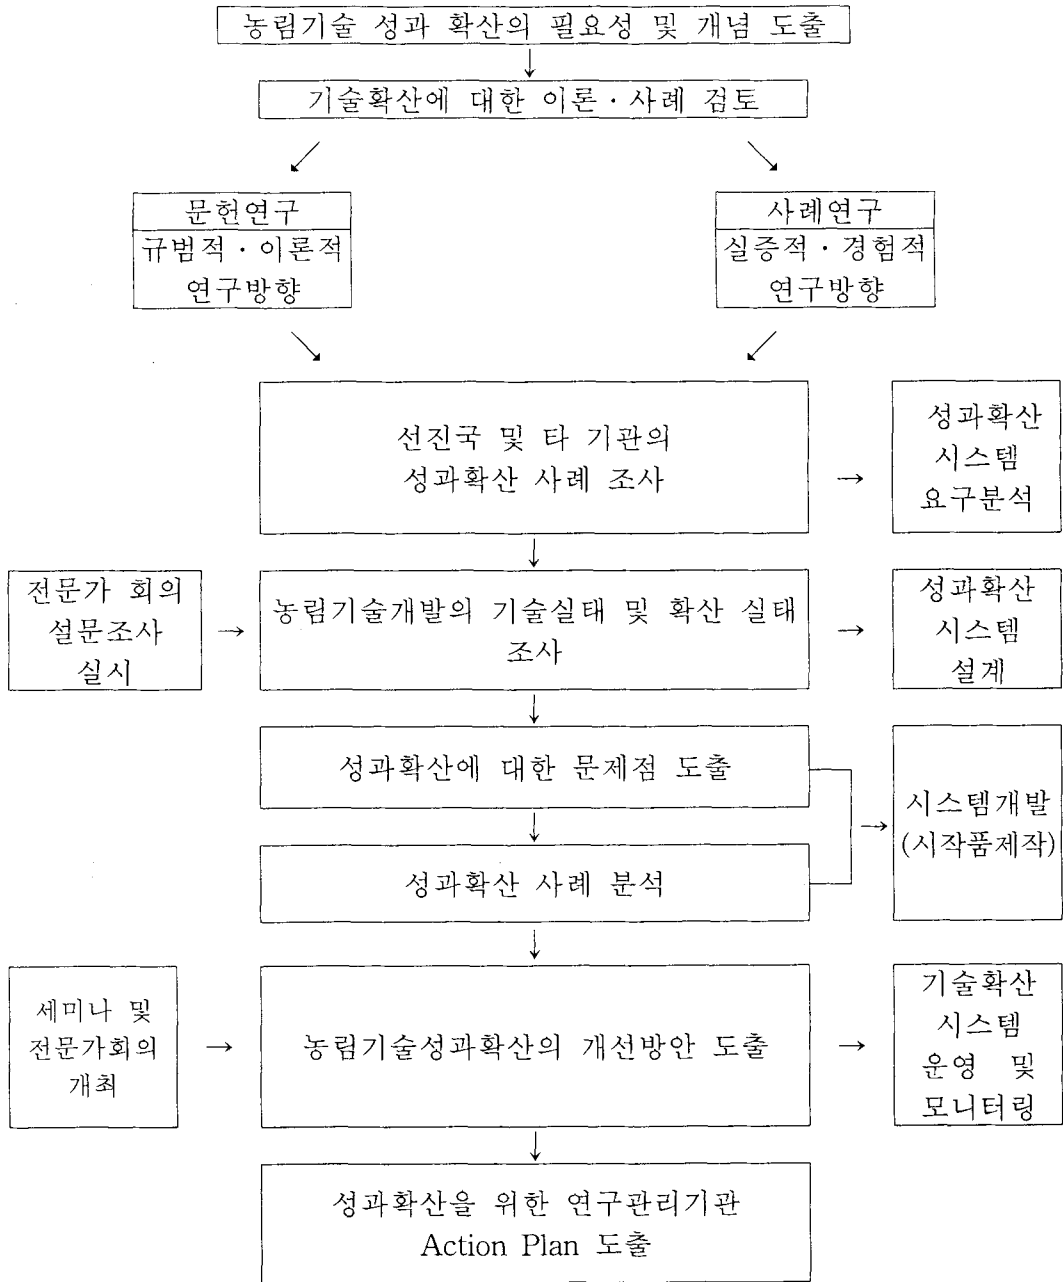 농림기술 성과 확산의 필요성 및 개념 도출
↓
기술확산에 대한 이론 · 사례 검토
↙ ↘
문헌연구
규범적 · 이론적
연구방향
사례연구
실증적 · 경험적
연구방향
↘ ↙
선진국 및 타 기관의
성과확산 사례 조사
→
성과확산
시스템
요구분석
↓
전문가 회의
설문조사
실시
→
농림기술개발의 기술실태 및 확산 실태
조사
→
성과확산
시스템
설계
↓
성과확산에 대한 문제점 도출
↓
성과확산 사례 분석
→
시스템개발
(시작품제작)
↓
세미나 및
전문가회의
개최
→
농림기술성과확산의 개선방안 도출
→
기술확산
시스템
운영 및
모니터링
↓
성과확산을 위한 연구관리기관
Action Plan 도출